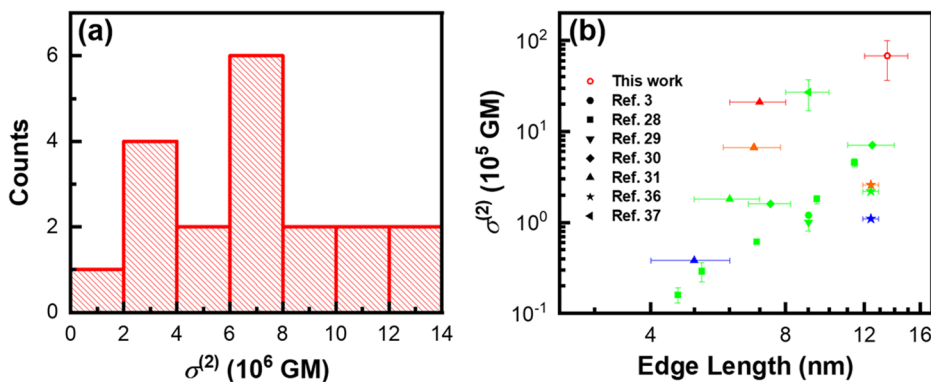 (a)
Counts
6
4
2
0
0 2 4 6 8 10 12 14
σ(2) (10^6 GM)
(b)
σ(2) (10^5 GM)
10^2
10^1
10^0
10^-1
This work
Ref. 3
Ref. 28
Ref. 29
Ref. 30
Ref. 31
Ref. 36
Ref. 37
4 8 12 16
Edge Length (nm)